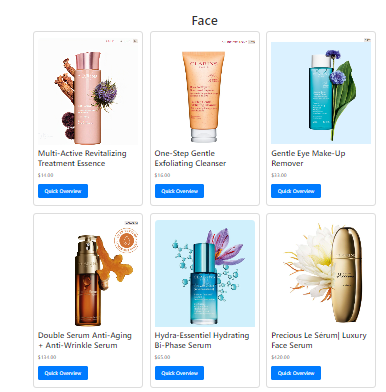 Face
CLARINS
Multi-Active Revitalizing
Treatment Essence
$14.00
Quick Overview
One-Step Gentle
Exfoliating Cleanser
$16.00
Quick Overview
Gentle Eye Make-Up
Remover
$33.00
Quick Overview
Double Serum Anti-Aging
+ Anti-Wrinkle Serum
$134.00
Quick Overview
Hydra-Essentiel Hydrating
Bi-Phase Serum
$65.00
Quick Overview
Precious Le Sérum| Luxury
Face Serum
$420.00
Quick Overview